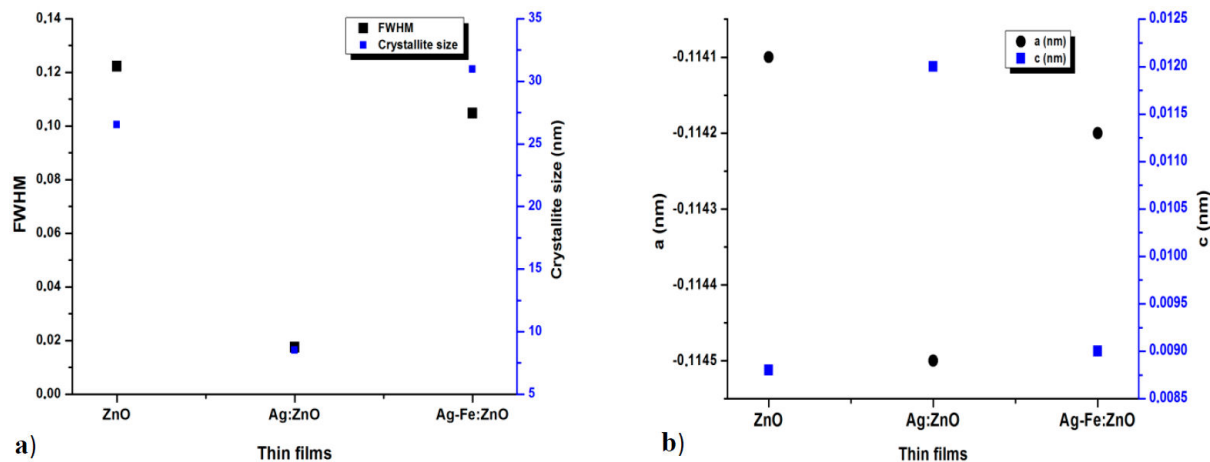 0.14
0.12
0.10
0.08
0.06
0.04
0.02
0.00
FWHM
FWHM
Crystallite size
35
30
25
20
15
10
5
Crystallite size (nm)
ZnO
Ag:ZnO
Ag-Fe:ZnO
Thin films
a)
-0.1141
-0.1142
-0.1143
-0.1144
-0.1145
a (nm)
a (nm)
c (nm)
0.0125
0.0120
0.0115
0.0110
0.0105
0.0100
0.0095
0.0090
0.0085
c (nm)
ZnO
Ag:ZnO
Ag-Fe:ZnO
Thin films
b)